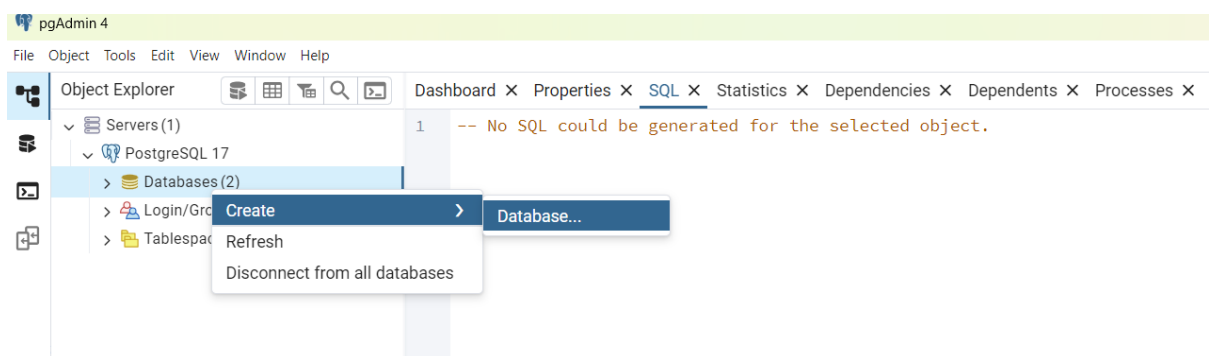 pgAdmin 4
File Object Tools Edit View Window Help
Object Explorer
Dashboard Properties SQL Statistics Dependencies Dependents Processes
Servers (1)
PostgreSQL 17
Databases (2)
Login/Gro
Tablespac
Create
Database...
Refresh
Disconnect from all databases
1 -- No SQL could be generated for the selected object.